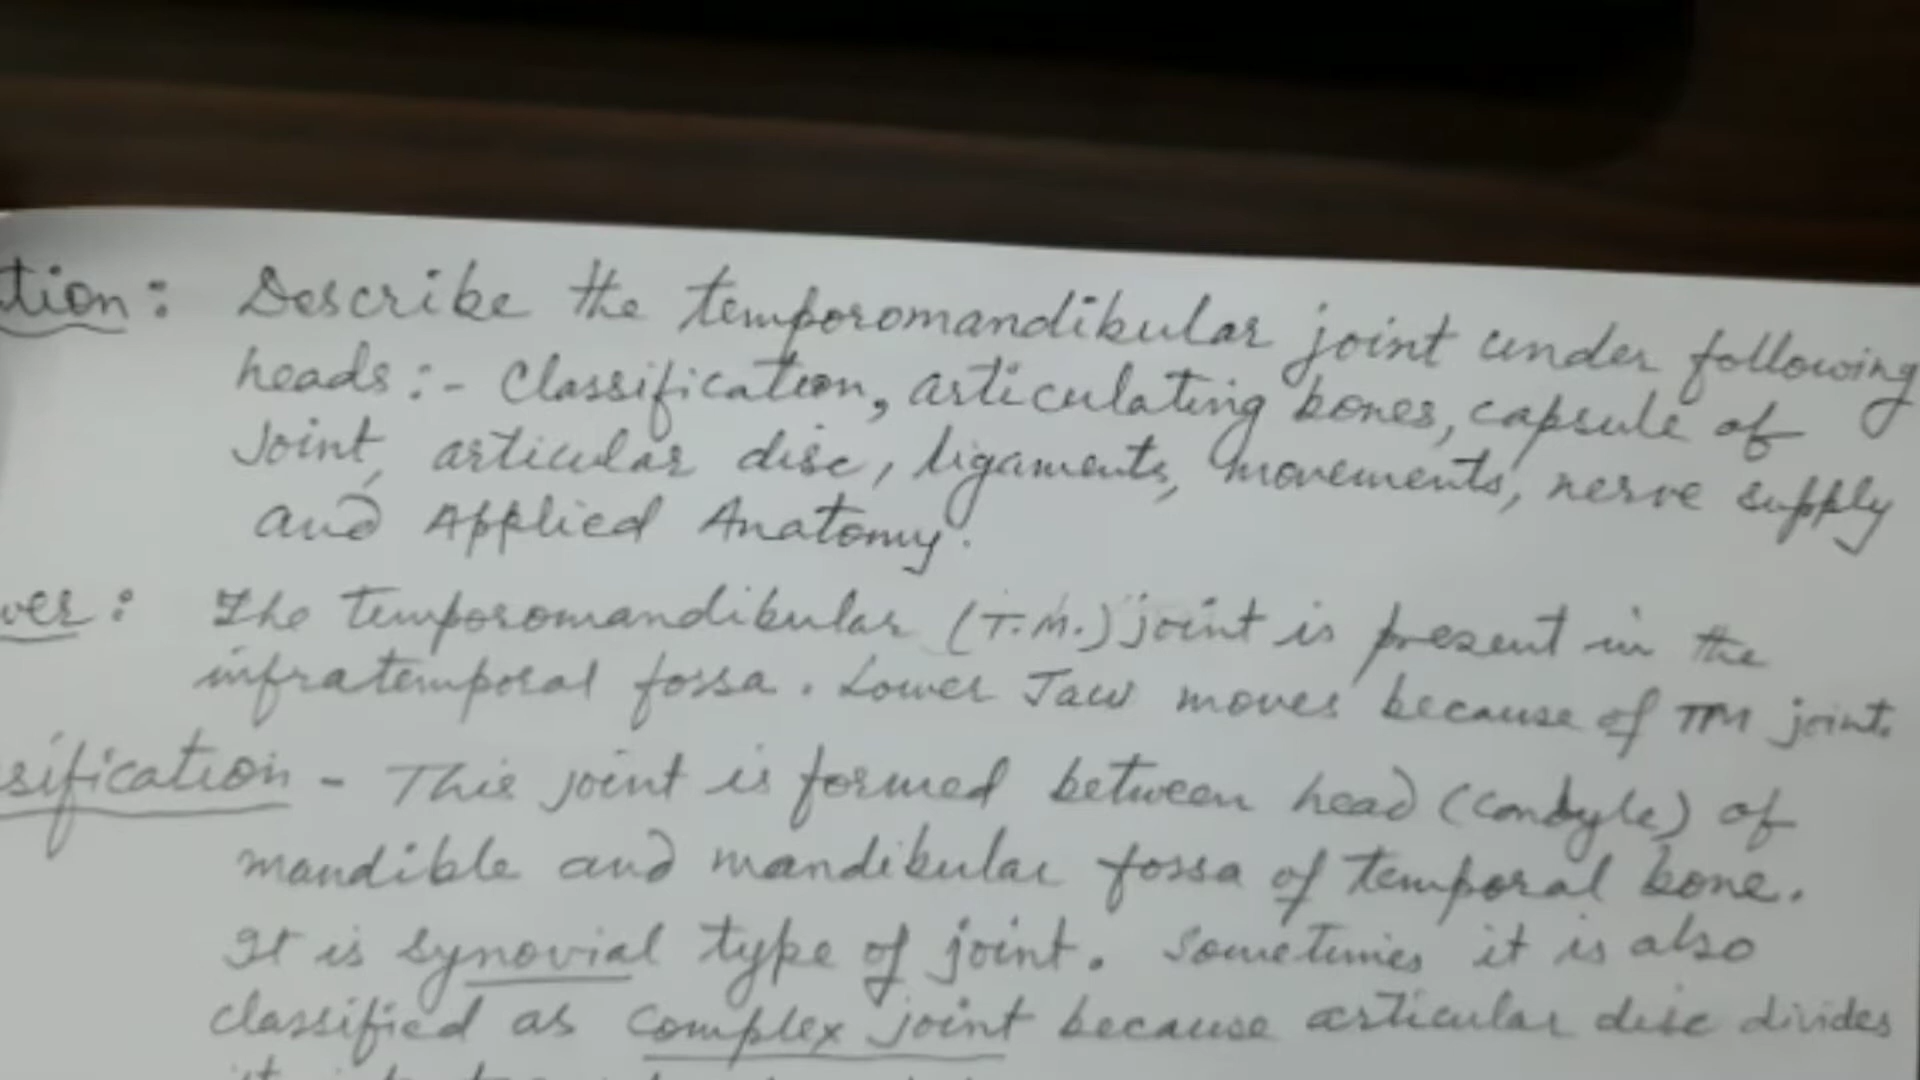 tion: Describe the temporomandibular joint under following
heads:- Classification, articulating bones, capsule of
Joint, articular disc, ligaments, movements, nerve supply
and Applied Anatomy.
wer: The temporomandibular (T.M.) joint is present in the
infratemporal fossa. Lower Jaw moves because of TM joint.
sification - This joint is formed between head (condyle) of
mandible and mandibular fossa of temporal bone.
It is synovial type of joint. Sometimes it is also
classified as complex joint because articular disc divides